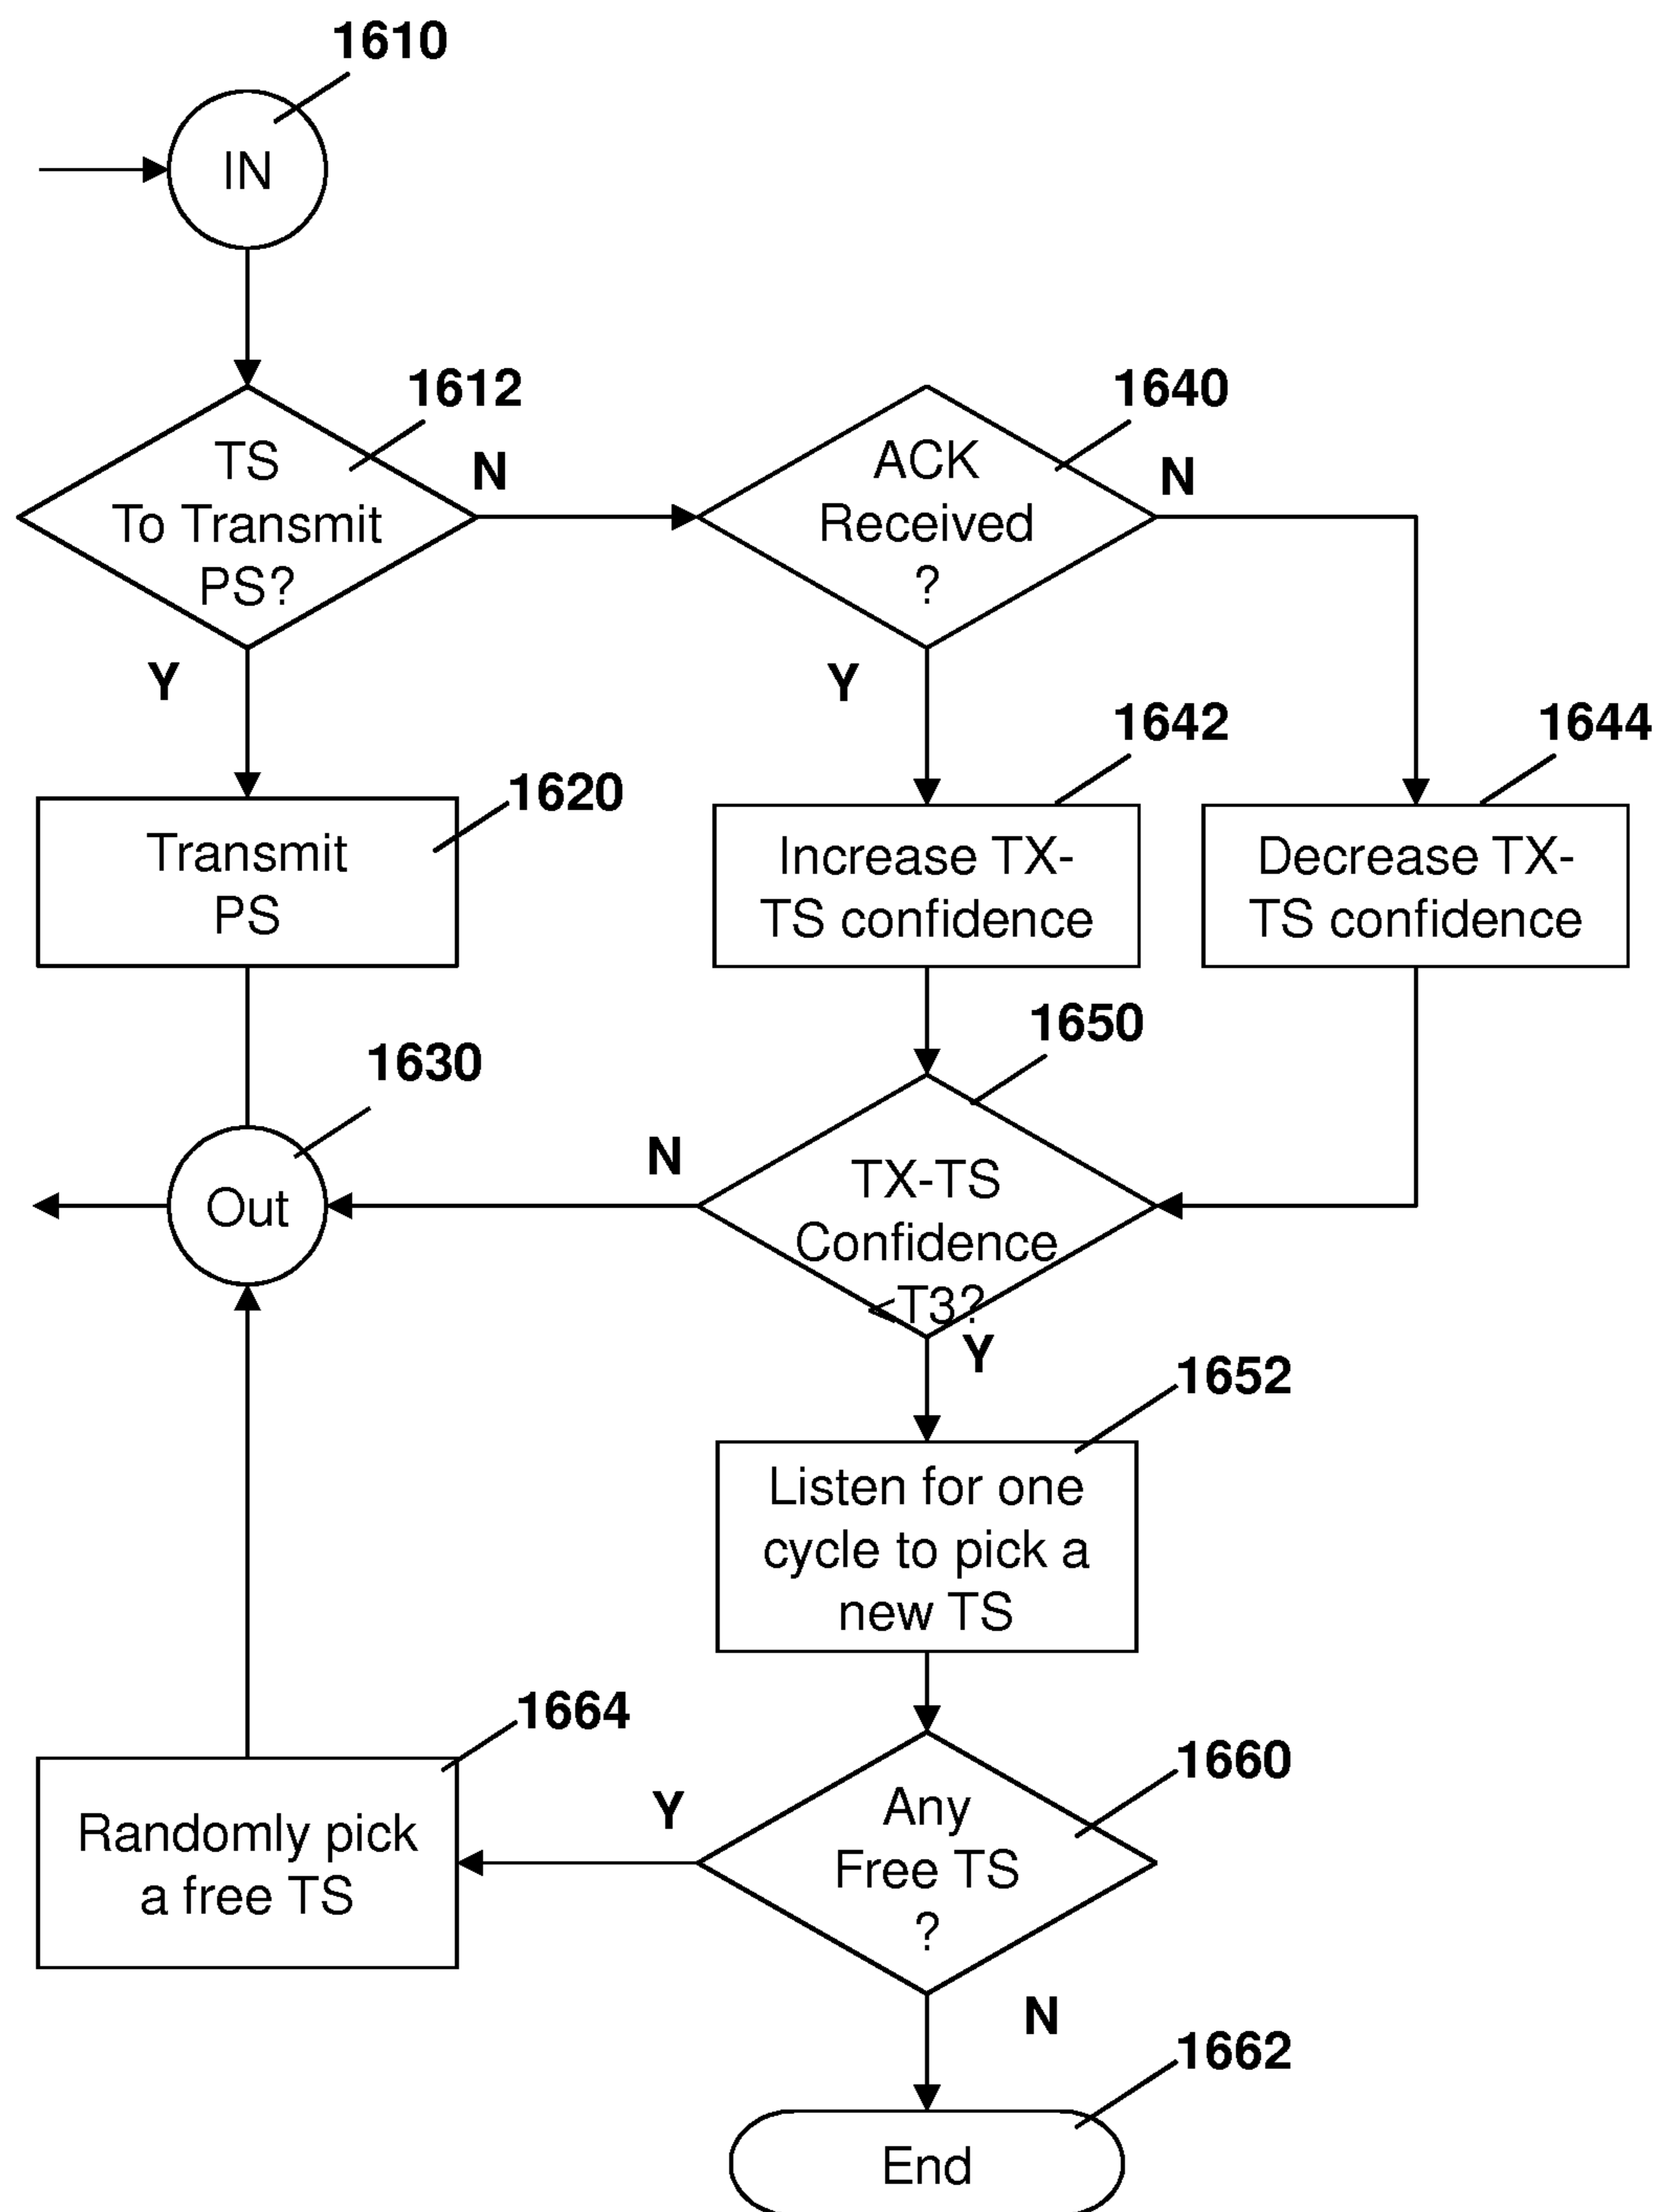 1610
IN
1612
TS
To Transmit
PS?
N
Y
1640
ACK
Received
?
N
Y
1620
Transmit
PS
1642
Increase TX-
TS confidence
1644
Decrease TX-
TS confidence
1630
Out
1650
TX-TS
Confidence
<T3?
N
Y
1652
Listen for one
cycle to pick a
new TS
1664
Randomly pick
a free TS
1660
Any
Free TS
?
Y
N
1662
End